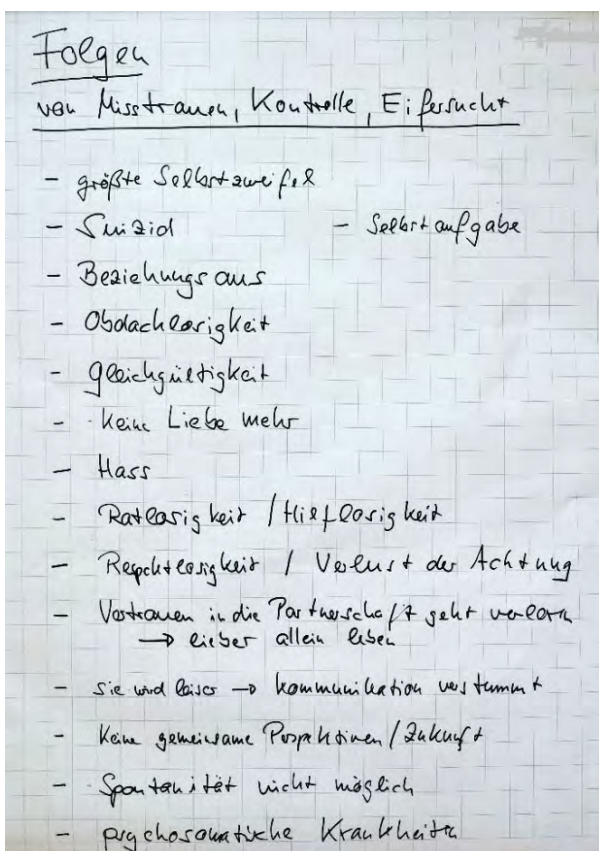 Folgen
von Misstrauen, Kontrolle, Eifersucht
- größte Selbstzweifel
- Suizid - Selbstaufgabe
- Beziehungsaus
- Obdachlosigkeit
- Gleichgültigkeit
- Keine Liebe mehr
- Hass
- Ratlosigkeit / Hilflosigkeit
- Respektlosigkeit / Verlust der Achtung
- Vertrauen in die Partnerschaft geht verloren
→ lieber allein leben
- sie wird leiser → Kommunikation verstummt
- Keine gemeinsame Perspektiven / Zukunft
- Spontanität nicht möglich
- psychosomatische Krankheiten